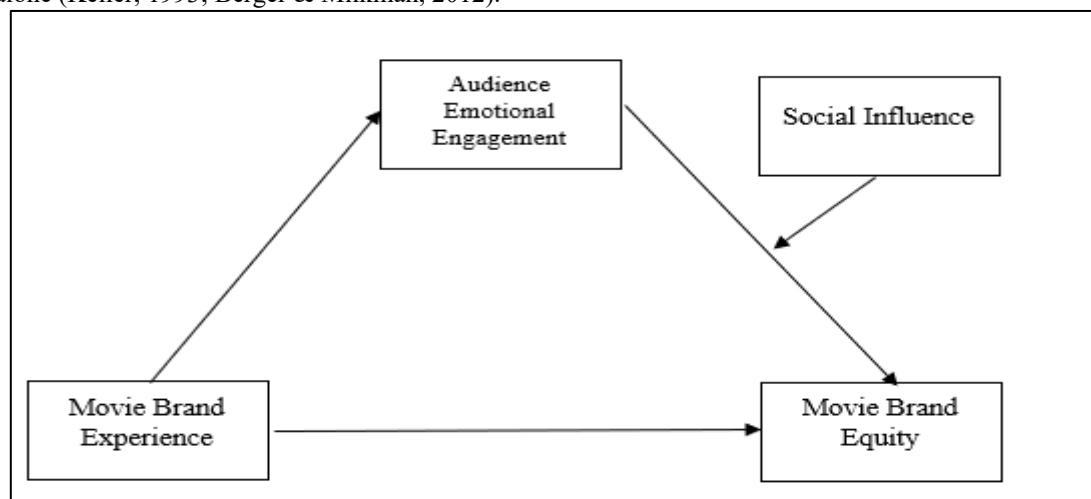 (Keller, 1993; Berger & Milkman, 2012).
Audience
Emotional
Engagement
Social Influence
Movie Brand
Experience
Movie Brand
Equity